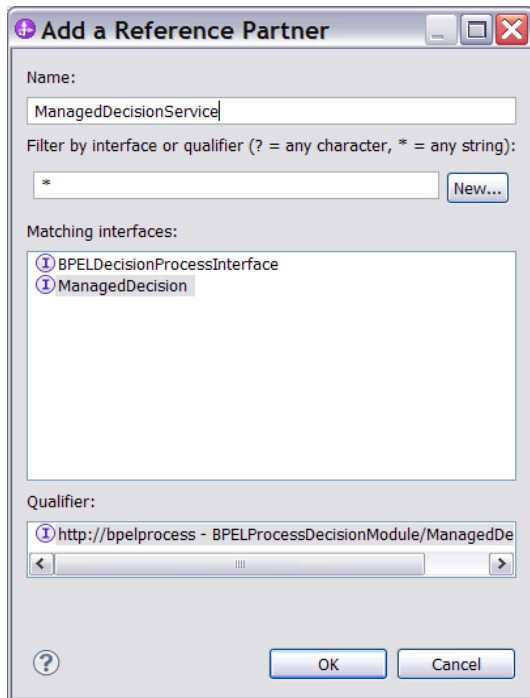 Add a Reference Partner
Name:
ManagedDecisionService
Filter by interface or qualifier (? = any character, * = any string):
*
New...
Matching interfaces:
BPELDecisionProcessInterface
ManagedDecision
Qualifier:
http://bpelprocess - BPELProcessDecisionModule/ManagedDe
OK
Cancel